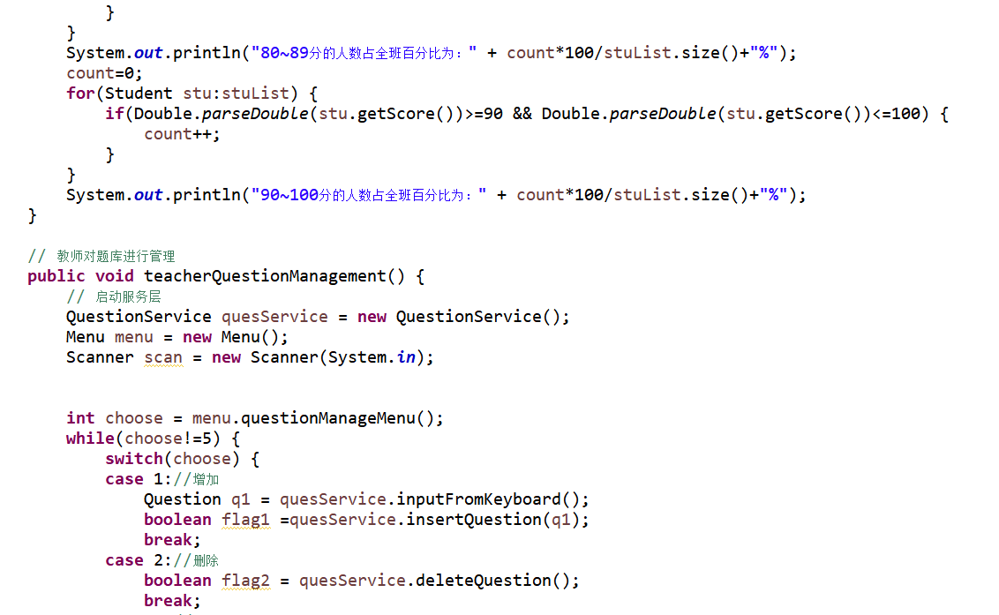 }
}
System.out.println("80~89分的人数占全班百分比为：" + count*100/stuList.size()+"%");
count=0;
for(Student stu:stuList) {
if(Double.parseDouble(stu.getScore())>=90 && Double.parseDouble(stu.getScore())<=100) {
count++;
}
}
System.out.println("90~100分的人数占全班百分比为：" + count*100/stuList.size()+"%");
}
// 教师对题库进行管理
public void teacherQuestionManagement() {
// 启动服务层
QuestionService quesService = new QuestionService();
Menu menu = new Menu();
Scanner scan = new Scanner(System.in);
int choose = menu.questionManageMenu();
while(choose!=5) {
switch(choose) {
case 1://增加
Question q1 = quesService.inputFromKeyboard();
boolean flag1 =quesService.insertQuestion(q1);
break;
case 2://删除
boolean flag2 = quesService.deleteQuestion();
break;